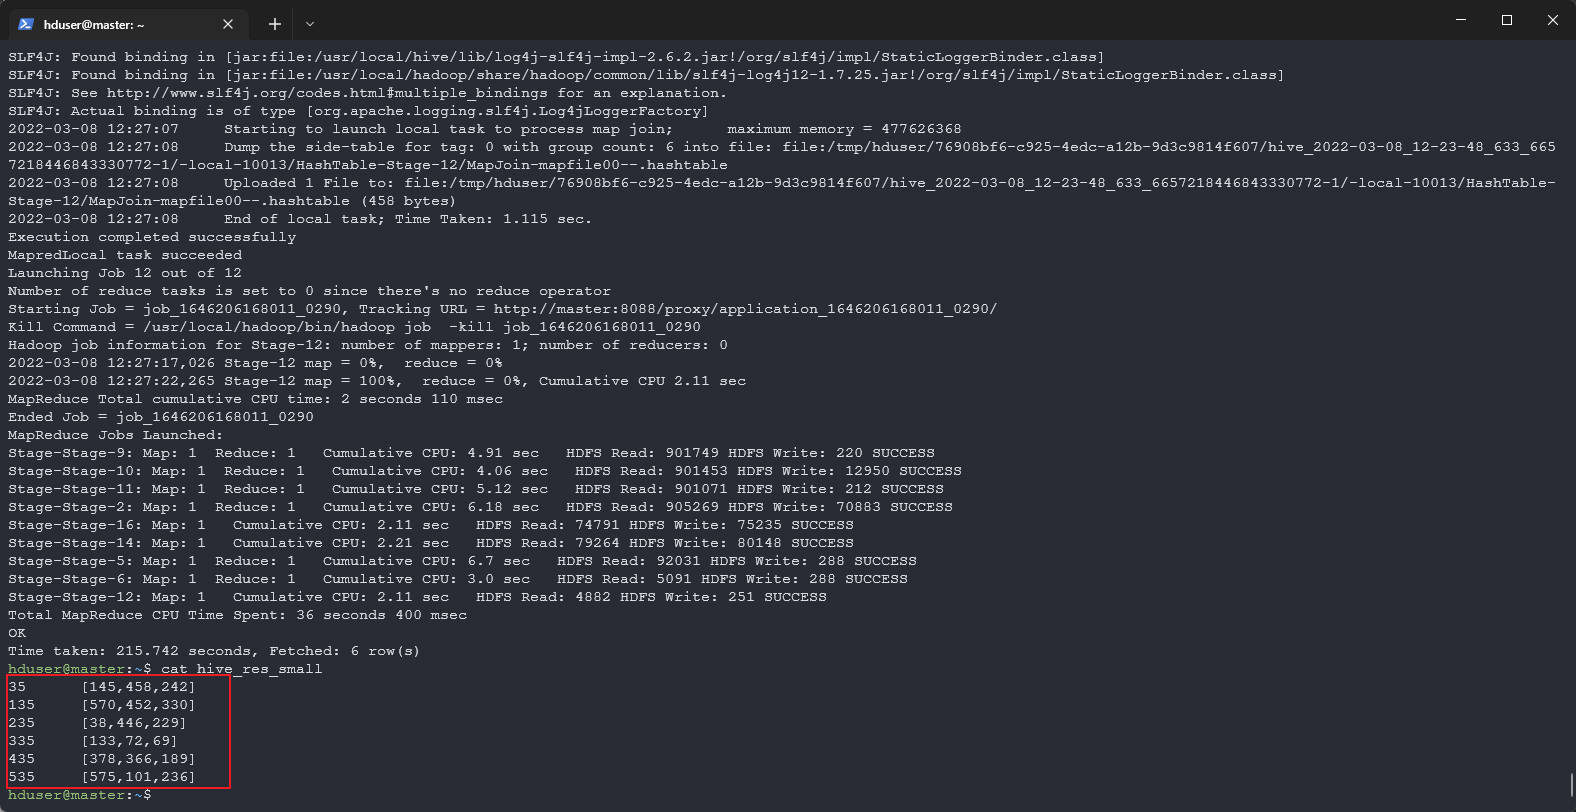 hduser@master: ~
SLF4J: Found binding in [jar:file:/usr/local/hive/lib/log4j-slf4j-impl-2.6.2.jar!/org/slf4j/impl/StaticLoggerBinder.class]
SLF4J: Found binding in [jar:file:/usr/local/hadoop/share/hadoop/common/lib/slf4j-log4j12-1.7.25.jar!/org/slf4j/impl/StaticLoggerBinder.class]
SLF4J: See http://www.slf4j.org/codes.html#multiple_bindings for an explanation.
SLF4J: Actual binding is of type [org.apache.logging.slf4j.Log4jLoggerFactory]
2022-03-08 12:27:07     Starting to launch local task to process map join;      maximum memory = 477626368
2022-03-08 12:27:08     Dump the side-table for tag: 0 with group count: 6 into file: file:/tmp/hduser/76908bf6-c925-4edc-a12b-9d3c9814f607/hive_2022-03-08_12-23-48_633_665
7218446843330772-1/-local-10013/HashTable-Stage-12/MapJoin-mapfile00--.hashtable
2022-03-08 12:27:08     Uploaded 1 File to: file:/tmp/hduser/76908bf6-c925-4edc-a12b-9d3c9814f607/hive_2022-03-08_12-23-48_633_6657218446843330772-1/-local-10013/HashTable-
Stage-12/MapJoin-mapfile00--.hashtable (458 bytes)
2022-03-08 12:27:08     End of local task; Time Taken: 1.115 sec.
Execution completed successfully
MapredLocal task succeeded
Launching Job 12 out of 12
Number of reduce tasks is set to 0 since there's no reduce operator
Starting Job = job_1646206168011_0290, Tracking URL = http://master:8088/proxy/application_1646206168011_0290/
Kill Command = /usr/local/hadoop/bin/hadoop job  -kill job_1646206168011_0290
Hadoop job information for Stage-12: number of mappers: 1; number of reducers: 0
2022-03-08 12:27:17,026 Stage-12 map = 0%,  reduce = 0%
2022-03-08 12:27:22,265 Stage-12 map = 100%,  reduce = 0%, Cumulative CPU 2.11 sec
MapReduce Total cumulative CPU time: 2 seconds 110 msec
Ended Job = job_1646206168011_0290
MapReduce Jobs Launched:
Stage-Stage-9: Map: 1  Reduce: 1   Cumulative CPU: 4.91 sec   HDFS Read: 901749 HDFS Write: 220 SUCCESS
Stage-Stage-10: Map: 1  Reduce: 1   Cumulative CPU: 4.06 sec   HDFS Read: 901453 HDFS Write: 12950 SUCCESS
Stage-Stage-11: Map: 1  Reduce: 1   Cumulative CPU: 5.12 sec   HDFS Read: 901071 HDFS Write: 212 SUCCESS
Stage-Stage-2: Map: 1  Reduce: 1   Cumulative CPU: 6.18 sec   HDFS Read: 905269 HDFS Write: 70883 SUCCESS
Stage-Stage-16: Map: 1   Cumulative CPU: 2.11 sec   HDFS Read: 74791 HDFS Write: 75235 SUCCESS
Stage-Stage-14: Map: 1   Cumulative CPU: 2.21 sec   HDFS Read: 79264 HDFS Write: 80148 SUCCESS
Stage-Stage-5: Map: 1  Reduce: 1   Cumulative CPU: 6.7 sec   HDFS Read: 92031 HDFS Write: 288 SUCCESS
Stage-Stage-6: Map: 1  Reduce: 1   Cumulative CPU: 3.0 sec   HDFS Read: 5091 HDFS Write: 288 SUCCESS
Stage-Stage-12: Map: 1   Cumulative CPU: 2.11 sec   HDFS Read: 4882 HDFS Write: 251 SUCCESS
Total MapReduce CPU Time Spent: 36 seconds 400 msec
OK
Time taken: 215.742 seconds, Fetched: 6 row(s)
hduser@master:~$ cat hive_res_small
35      [145,458,242]
135     [570,452,330]
235     [38,446,229]
335     [133,72,69]
435     [378,366,189]
535     [575,101,236]
hduser@master:~$